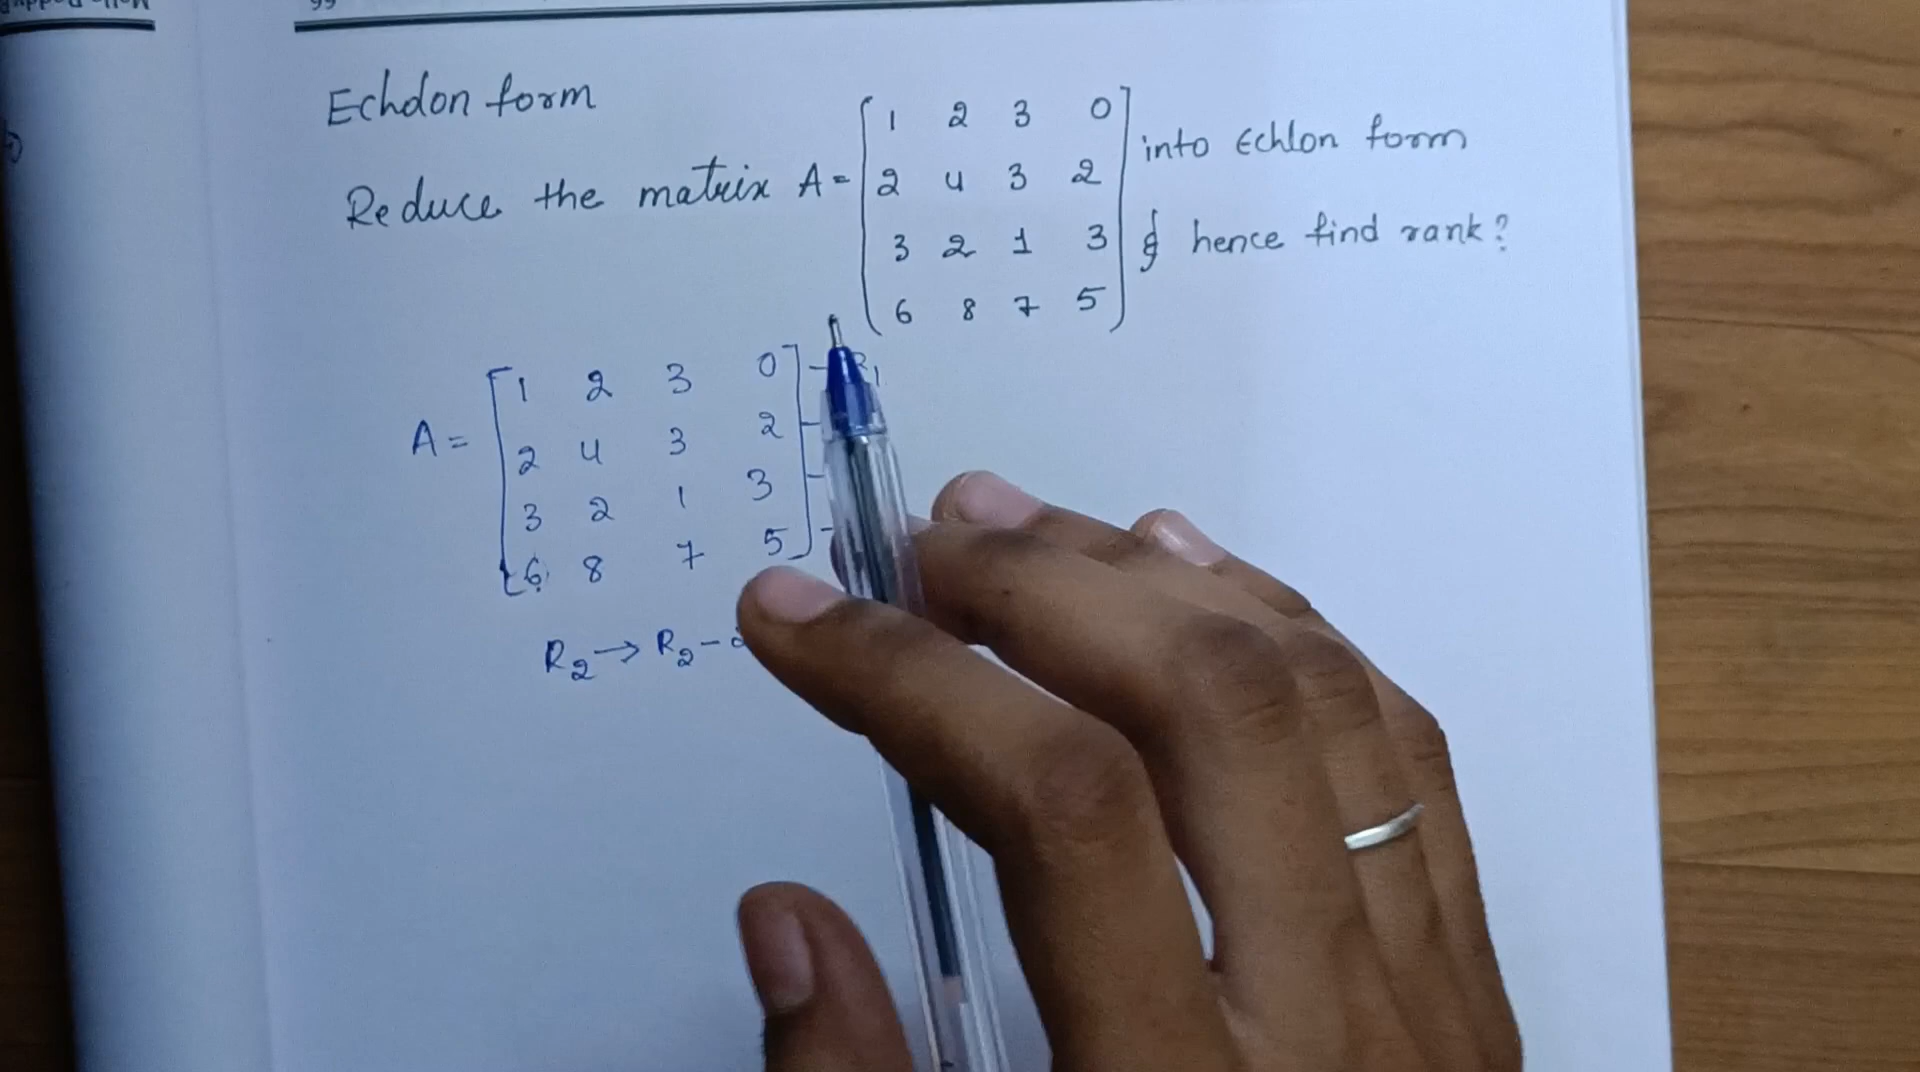 Echdon form
Reduce the matrix A = [ 1 2 3 0 ] into Echlon form
2 4 3 2
3 2 1 3 & hence find rank?
6 8 7 5
A = [ 1 2 3 0 ]
2 4 3 2
3 2 1 3
6 8 7 5
R2 → R2 -